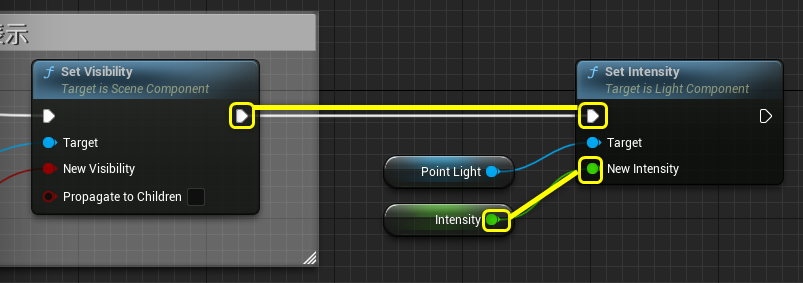 示
f Set Visibility
Target is Scene Component
Target
New Visibility
Propagate to Children
Point Light
Intensity
f Set Intensity
Target is Light Component
Target
New Intensity